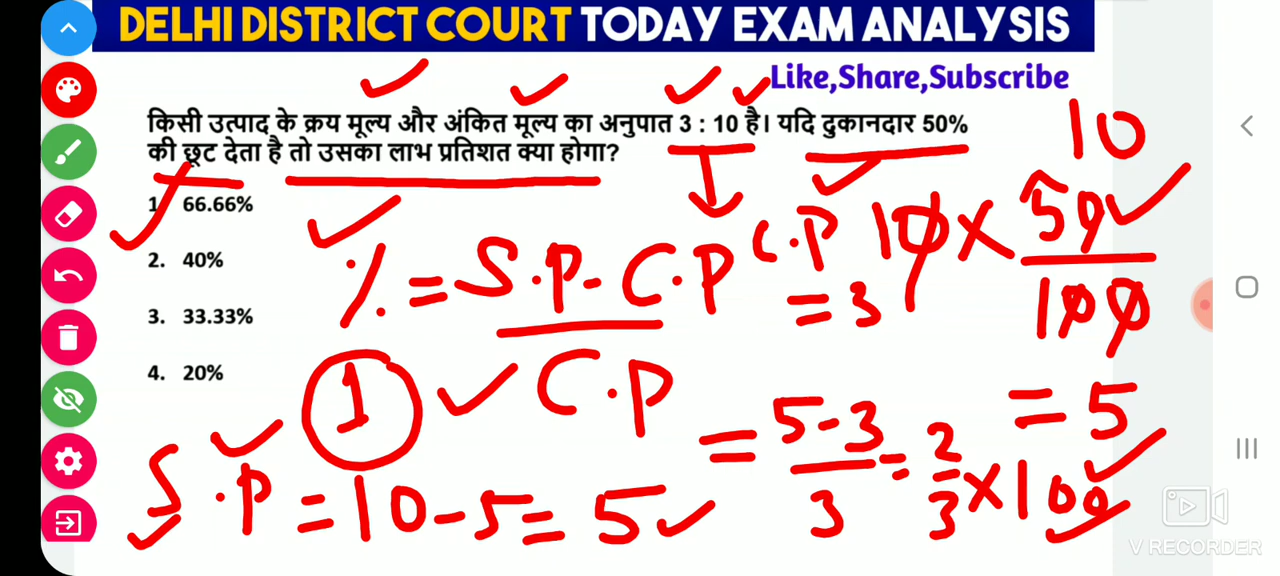 DELHI DISTRICT COURT TODAY EXAM ANALYSIS
Like,Share,Subscribe
किसी उत्पाद के क्रय मूल्य और अंकित मूल्य का अनुपात 3 : 10 है। यदि दुकानदार 50%
की छूट देता है तो उसका लाभ प्रतिशत क्या होगा?
1. 66.66%
2. 40%
3. 33.33%
4. 20%
10
% = S.P - C.P
C.P
C.P
= 3
10 × 50
100
= 5
1
S.P = 10 - 5 = 5
= 5 - 3
3
= 2
3
× 100
V RECORDER